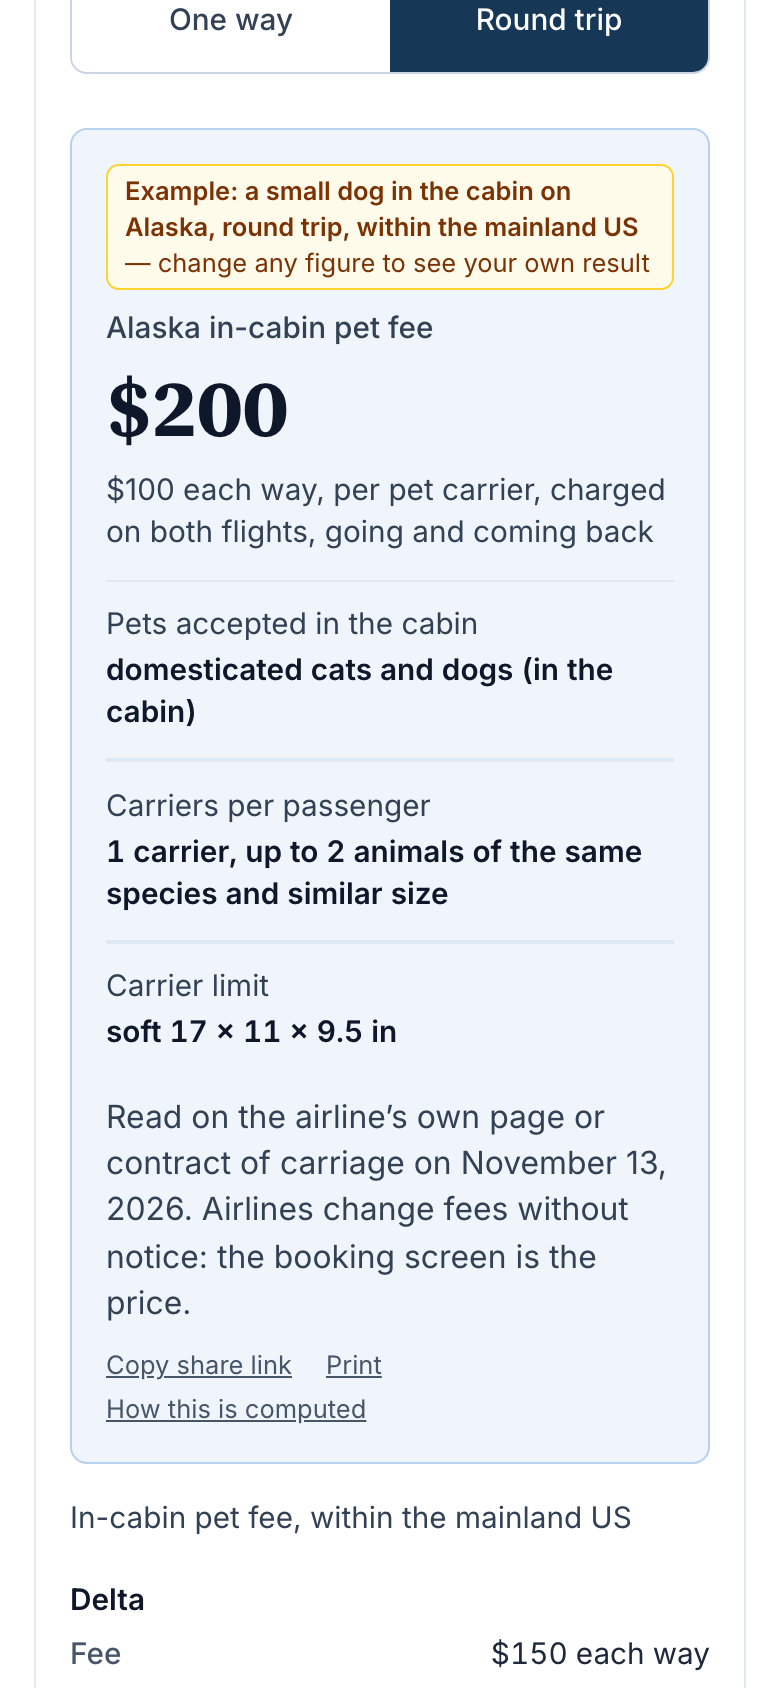 One way
Round trip
Example: a small dog in the cabin on
Alaska, round trip, within the mainland US
— change any figure to see your own result
Alaska in-cabin pet fee
$200
$100 each way, per pet carrier, charged
on both flights, going and coming back
Pets accepted in the cabin
domesticated cats and dogs (in the
cabin)
Carriers per passenger
1 carrier, up to 2 animals of the same
species and similar size
Carrier limit
soft 17 × 11 × 9.5 in
Read on the airline’s own page or
contract of carriage on November 13,
2026. Airlines change fees without
notice: the booking screen is the
price.
Copy share link Print
How this is computed
In-cabin pet fee, within the mainland US
Delta
Fee $150 each way